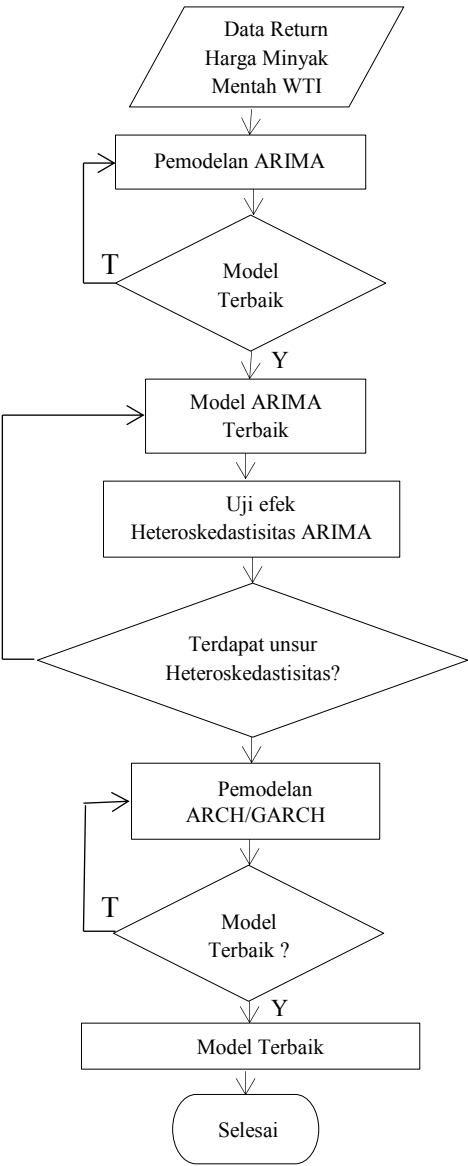 Data Return
Harga Minyak
Mentah WTI
Pemodelan ARIMA
T
Model
Terbaik
Y
Model ARIMA
Terbaik
Uji efek
Heteroskedastisitas ARIMA
Terdapat unsur
Heteroskedastisitas?
Pemodelan
ARCH/GARCH
T
Model
Terbaik ?
Y
Model Terbaik
Selesai